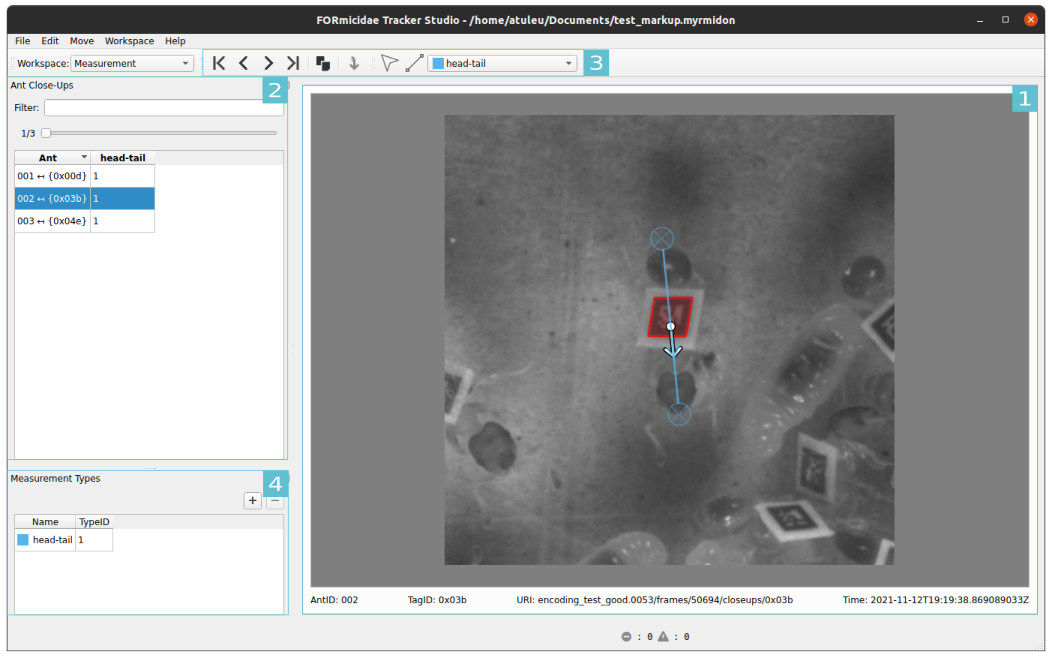 FORmicidae Tracker Studio - /home/atuleu/Documents/test_markup.myrmidon
File Edit Move Workspace Help
Workspace: Measurement head-tail 3
Ant Close-Ups 2
Filter:
1/3
Ant head-tail
001 ↔ {0x00d} 1
002 ↔ {0x03b} 1
003 ↔ {0x04e} 1
1
Measurement Types 4
+ −
Name TypeID
head-tail 1
AntID: 002 TagID: 0x03b URI: encoding_test_good.0053/frames/50694/closeups/0x03b Time: 2021-11-12T19:19:38.869089033Z
: 0 : 0